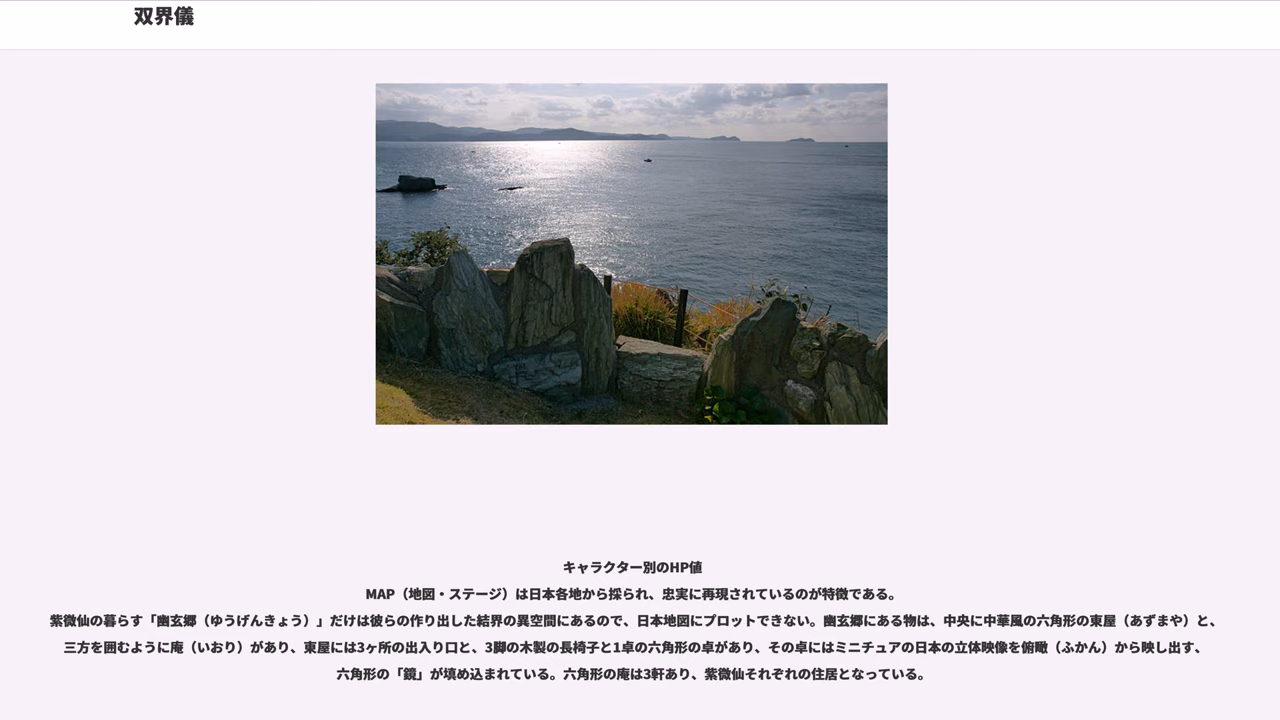 双界儀
キャラクター別のHP値
MAP（地図・ステージ）は日本各地から採られ、忠実に再現されているのが特徴である。
紫微仙の暮らす「幽玄郷（ゆうげんきょう）」だけは彼らの作り出した結界の異空間にあるので、日本地図にプロットできない。幽玄郷にある物は、中央に中華風の六角形の東屋（あずまや）と、
三方を囲むように庵（いおり）があり、東屋には3ヶ所の出入り口と、3脚の木製の長椅子と1卓の六角形の卓があり、その卓にはミニチュアの日本の立体映像を俯瞰（ふかん）から映し出す、
六角形の「鏡」が填め込まれている。六角形の庵は3軒あり、紫微仙それぞれの住居となっている。